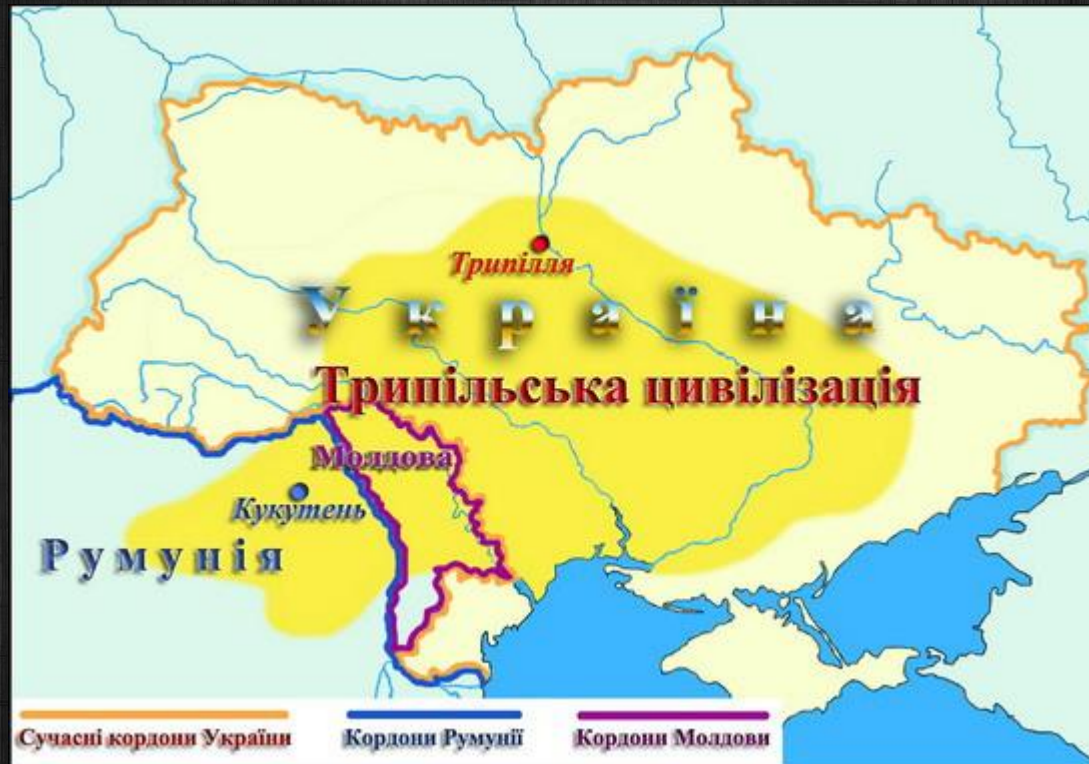 Трипілля
Україна
Трипільська цивілізація
Молдова
Кукутень
Румунія
Сучасні кордони України
Кордони Румунії
Кордони Молдови